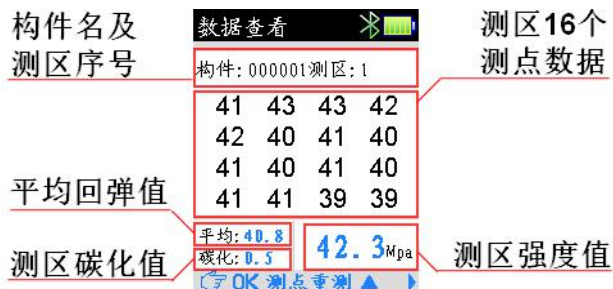 构件名及
测区序号
数据查看
构件:000001测区:1
测区16个
测点数据
41 43 43 42
42 40 41 40
41 40 41 40
41 41 39 39
平均回弹值
平均:40.8
测区碳化值
碳化:0.5
42.3Mpa
测区强度值
OK 测点重测